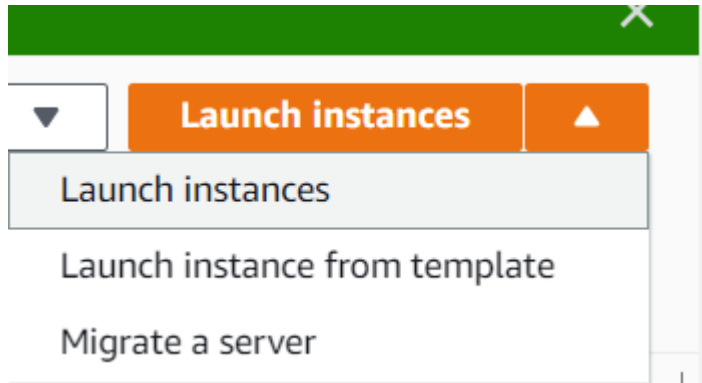 Launch instances
Launch instances
Launch instance from template
Migrate a server